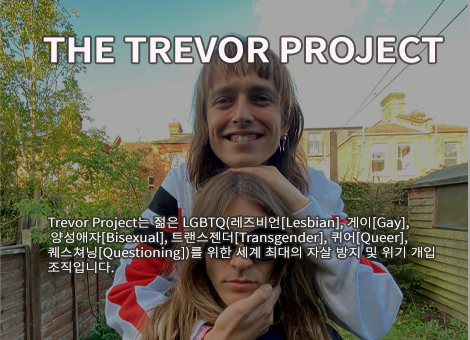 THE TREVOR PROJECT
Trevor Project는 젊은 LGBTQ(레즈비언[Lesbian], 게이[Gay],
양성애자[Bisexual], 트랜스젠더[Transgender], 퀴어[Queer],
퀘스쳐닝[Questioning])를 위한 세계 최대의 자살 방지 및 위기 개입
조직입니다.